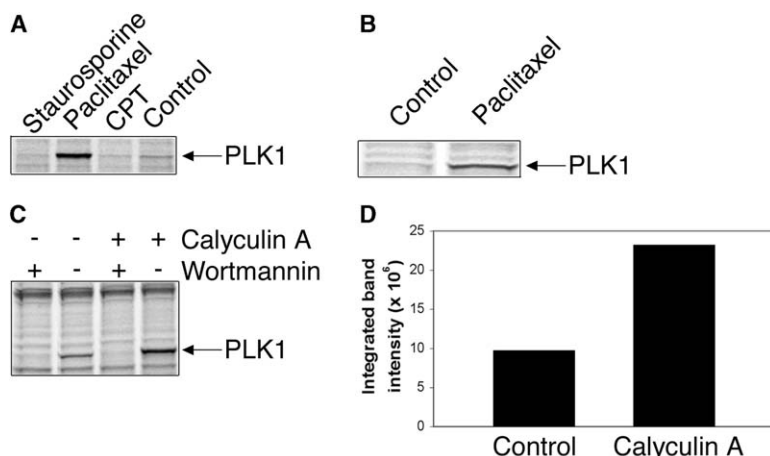 A
Staurosporine
Paclitaxel
CPT
Control
PLK1
B
Control
Paclitaxel
PLK1
C
- - + + Calyculin A
+ - + - Wortmannin
PLK1
D
Integrated band
intensity (x 10⁶)
25
20
15
10
5
0
Control Calyculin A